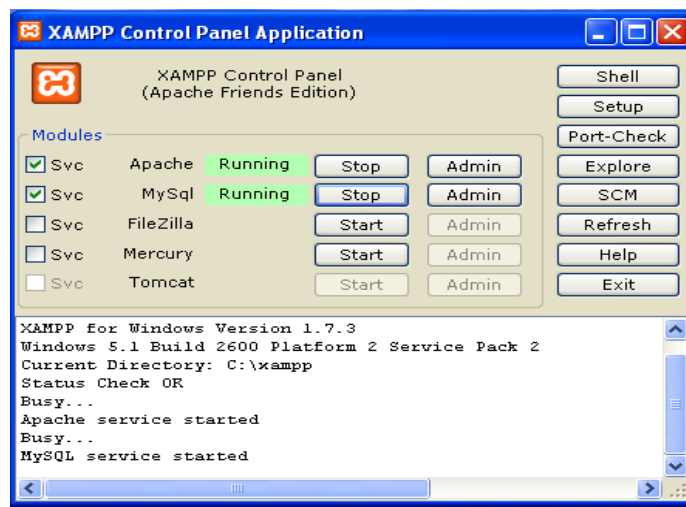 XAMPP Control Panel Application
XAMPP Control Panel
(Apache Friends Edition)
Shell
Setup
Port-Check
Explore
SCM
Refresh
Help
Exit
Modules
Svc Apache Running Stop Admin
Svc MySql Running Stop Admin
Svc FileZilla Start Admin
Svc Mercury Start Admin
Svc Tomcat Start Admin
XAMPP for Windows Version 1.7.3
Windows 5.1 Build 2600 Platform 2 Service Pack 2
Current Directory: C:\xampp
Status Check OR
Busy...
Apache service started
Busy...
MySQL service started